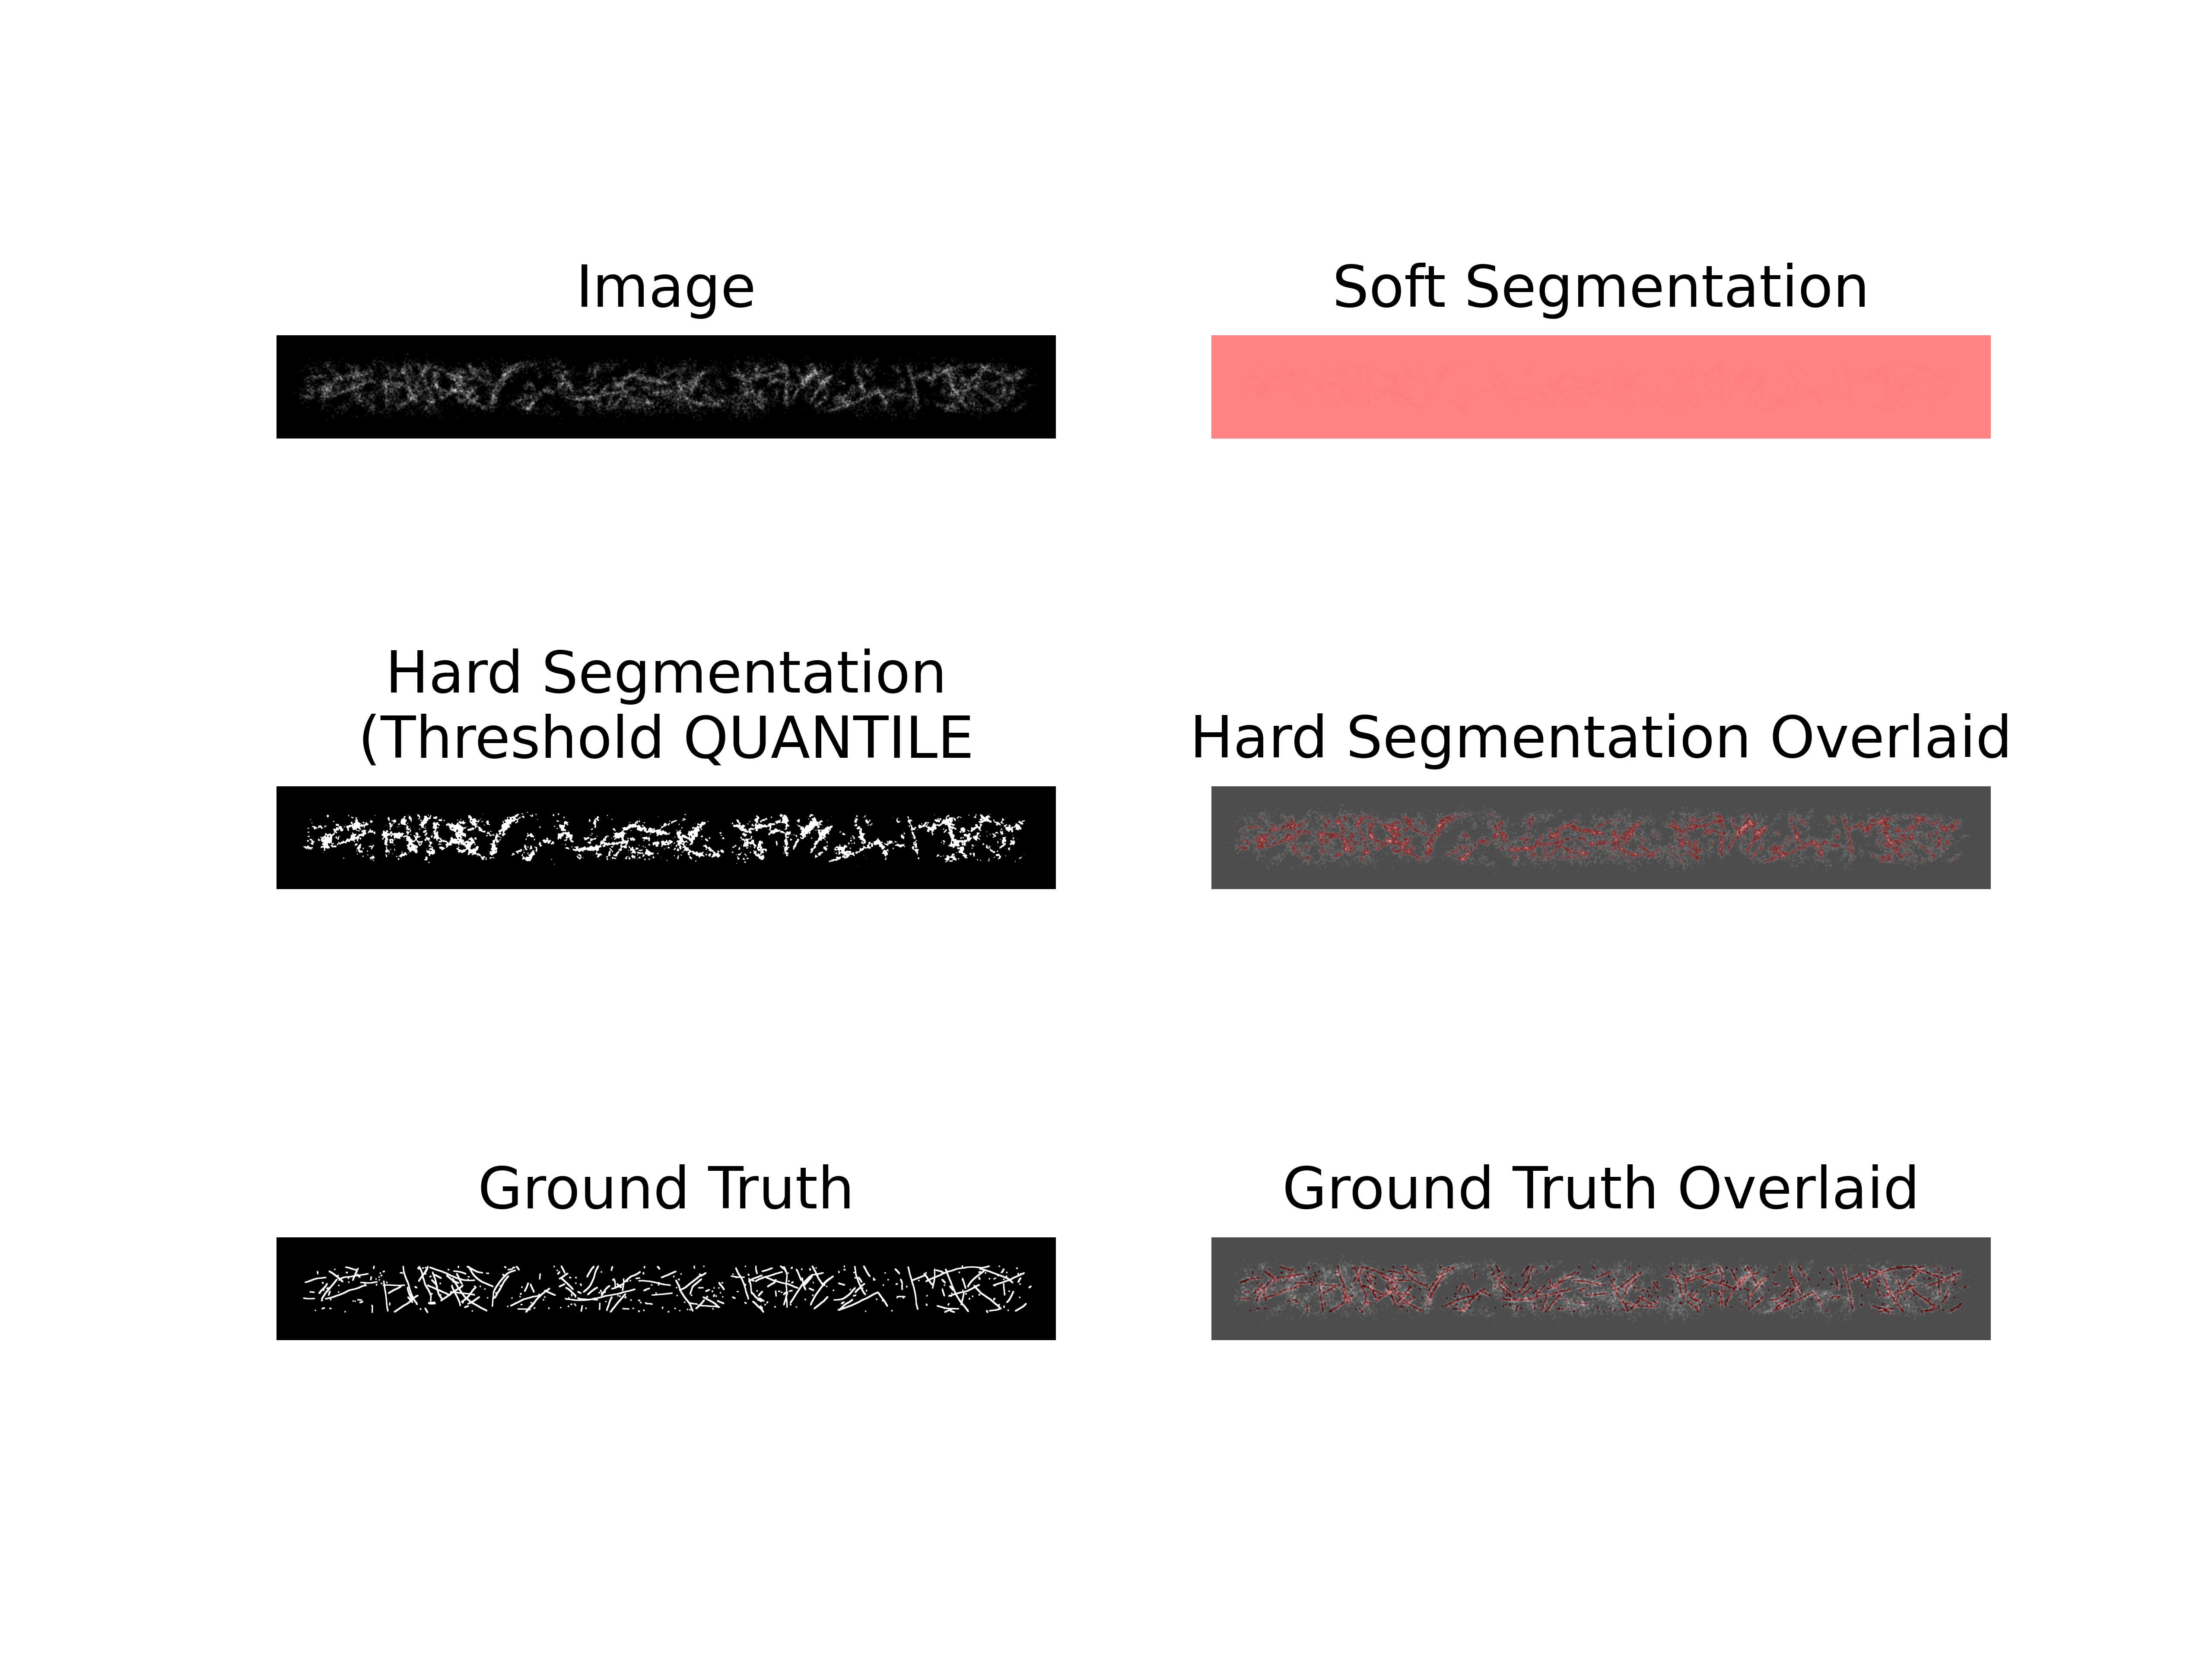 Image
Soft Segmentation
Hard Segmentation
(Threshold QUANTILE
Hard Segmentation Overlaid
Ground Truth
Ground Truth Overlaid